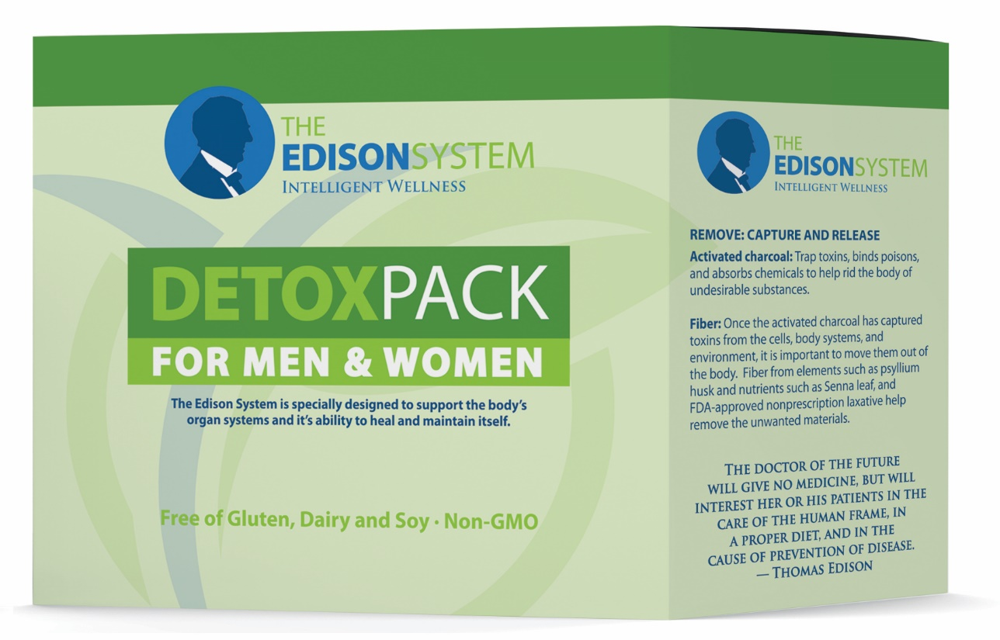 THE
EDISONSYSTEM
INTELLIGENT WELLNESS
DETOXPACK
FOR MEN & WOMEN
The Edison System is specially designed to support the body's
organ systems and it's ability to heal and maintain itself.
Free of Gluten, Dairy and Soy · Non-GMO
THE
EDISONSYSTEM
INTELLIGENT WELLNESS
REMOVE: CAPTURE AND RELEASE
Activated charcoal: Trap toxins, binds poisons,
and absorbs chemicals to help rid the body of
undesirable substances.
Fiber: Once the activated charcoal has captured
toxins from the cells, body systems, and
environment, it is important to move them out of
the body. Fiber from elements such as psyllium
husk and nutrients such as Senna leaf, and
FDA-approved nonprescription laxative help
remove the unwanted materials.
THE DOCTOR OF THE FUTURE
WILL GIVE NO MEDICINE, BUT WILL
INTEREST HER OR HIS PATIENTS IN THE
CARE OF THE HUMAN FRAME, IN
A PROPER DIET, AND IN THE
CAUSE OF PREVENTION OF DISEASE.
— THOMAS EDISON